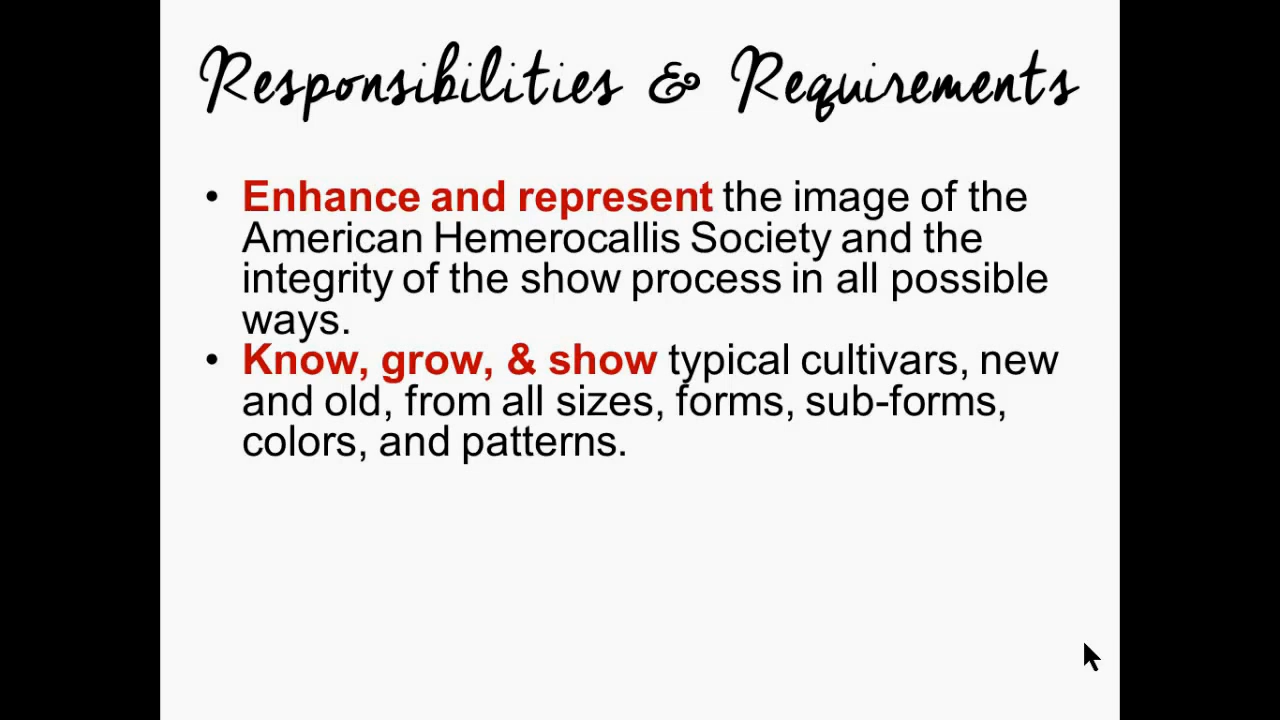 Responsibilities & Requirements
• Enhance and represent the image of the
American Hemerocallis Society and the
integrity of the show process in all possible
ways.
• Know, grow, & show typical cultivars, new
and old, from all sizes, forms, sub-forms,
colors, and patterns.